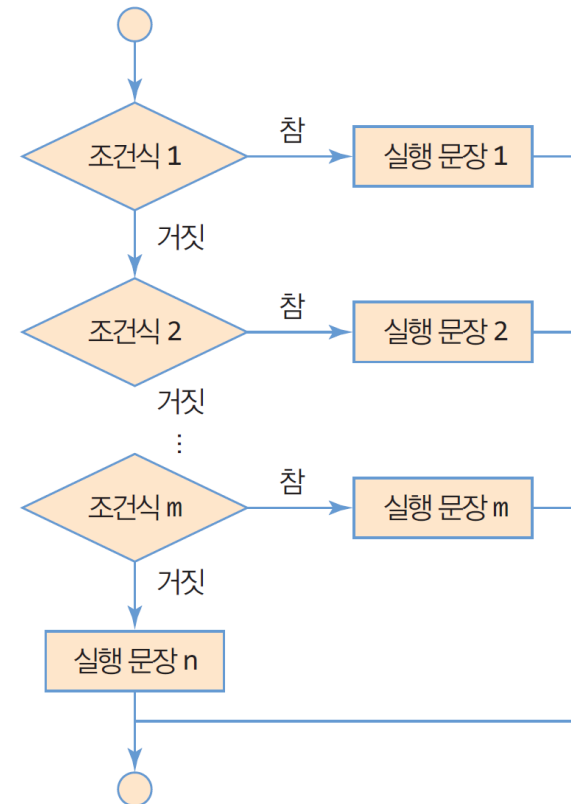 조건식 1
참
실행 문장 1
거짓
조건식 2
참
실행 문장 2
거짓
⋮
조건식 m
참
실행 문장 m
거짓
실행 문장 n